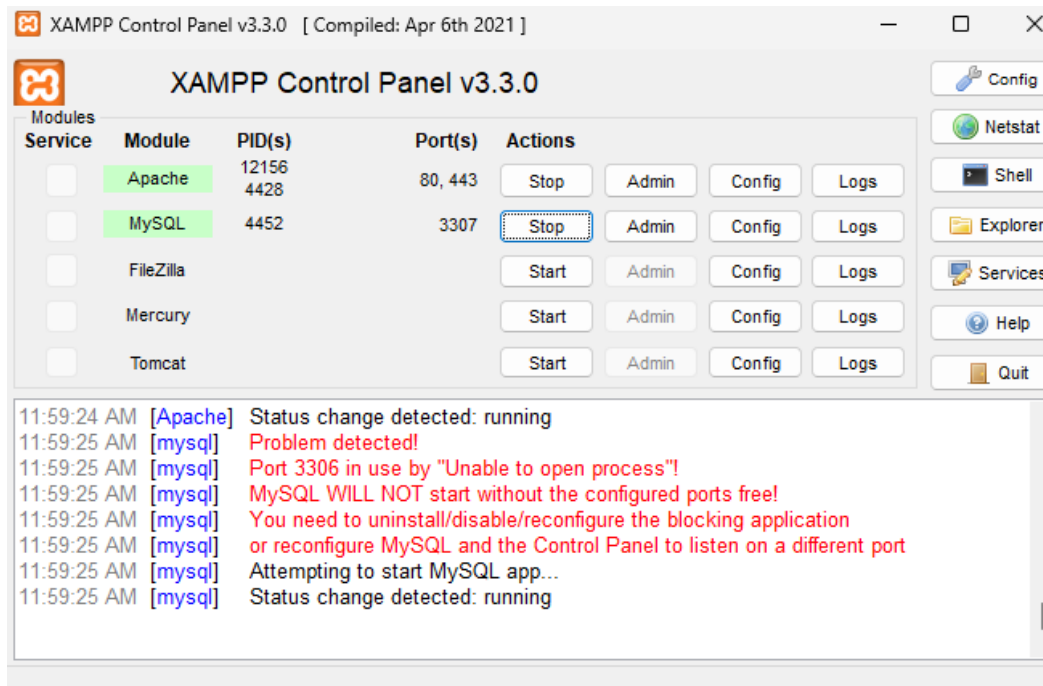 XAMPP Control Panel v3.3.0 [ Compiled: Apr 6th 2021 ]
XAMPP Control Panel v3.3.0
Config
Modules
Service Module PID(s) Port(s) Actions
Netstat
Apache 12156 4428 80, 443 Stop Admin Config Logs
Shell
MySQL 4452 3307 Stop Admin Config Logs
Explorer
FileZilla Start Admin Config Logs
Services
Mercury Start Admin Config Logs
Help
Tomcat Start Admin Config Logs
Quit
11:59:24 AM [Apache] Status change detected: running
11:59:25 AM [mysql] Problem detected!
11:59:25 AM [mysql] Port 3306 in use by "Unable to open process"!
11:59:25 AM [mysql] MySQL WILL NOT start without the configured ports free!
11:59:25 AM [mysql] You need to uninstall/disable/reconfigure the blocking application
11:59:25 AM [mysql] or reconfigure MySQL and the Control Panel to listen on a different port
11:59:25 AM [mysql] Attempting to start MySQL app...
11:59:25 AM [mysql] Status change detected: running